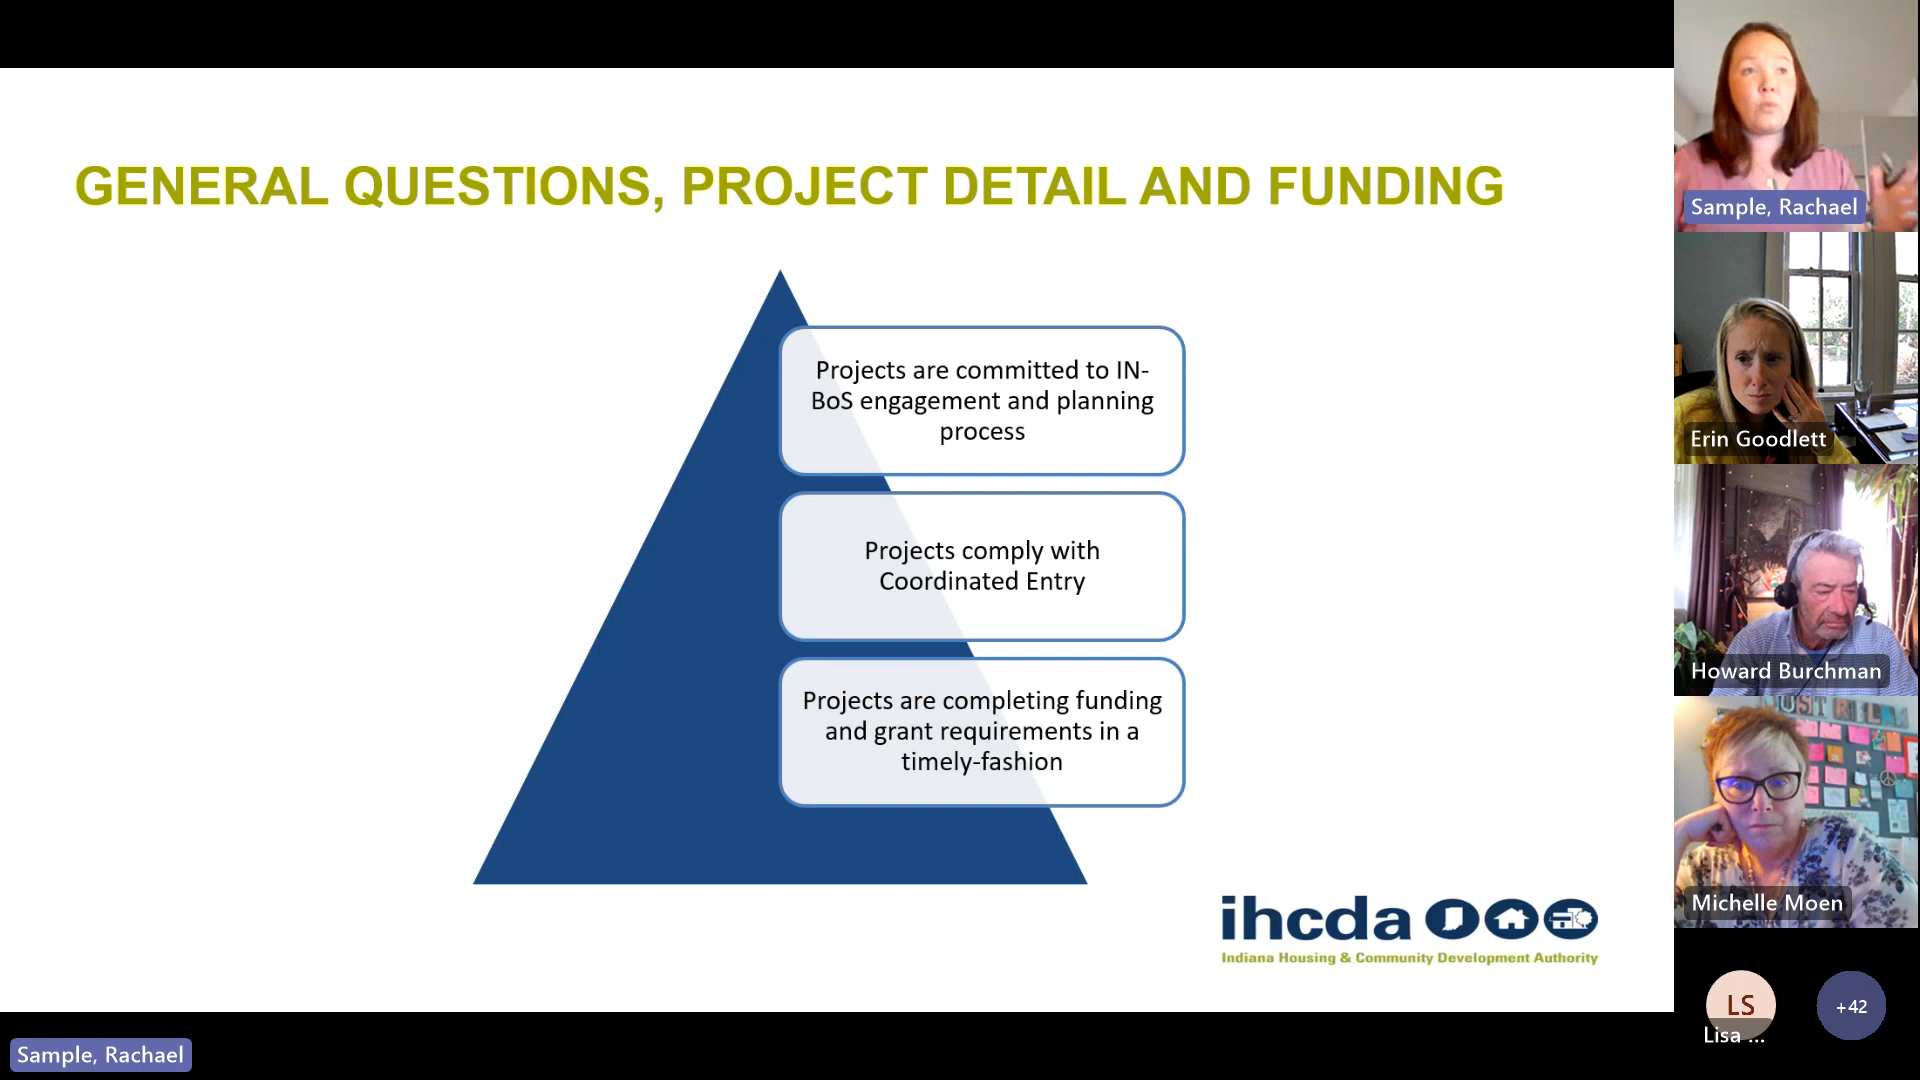 GENERAL QUESTIONS, PROJECT DETAIL AND FUNDING
Projects are committed to IN-
BoS engagement and planning
process
Projects comply with
Coordinated Entry
Projects are completing funding
and grant requirements in a
timely-fashion
ihcda
Indiana Housing & Community Development Authority
Sample, Rachael
Sample, Rachael
Erin Goodlett
Howard Burchman
Michelle Moen
LS
Lisa ...
+42